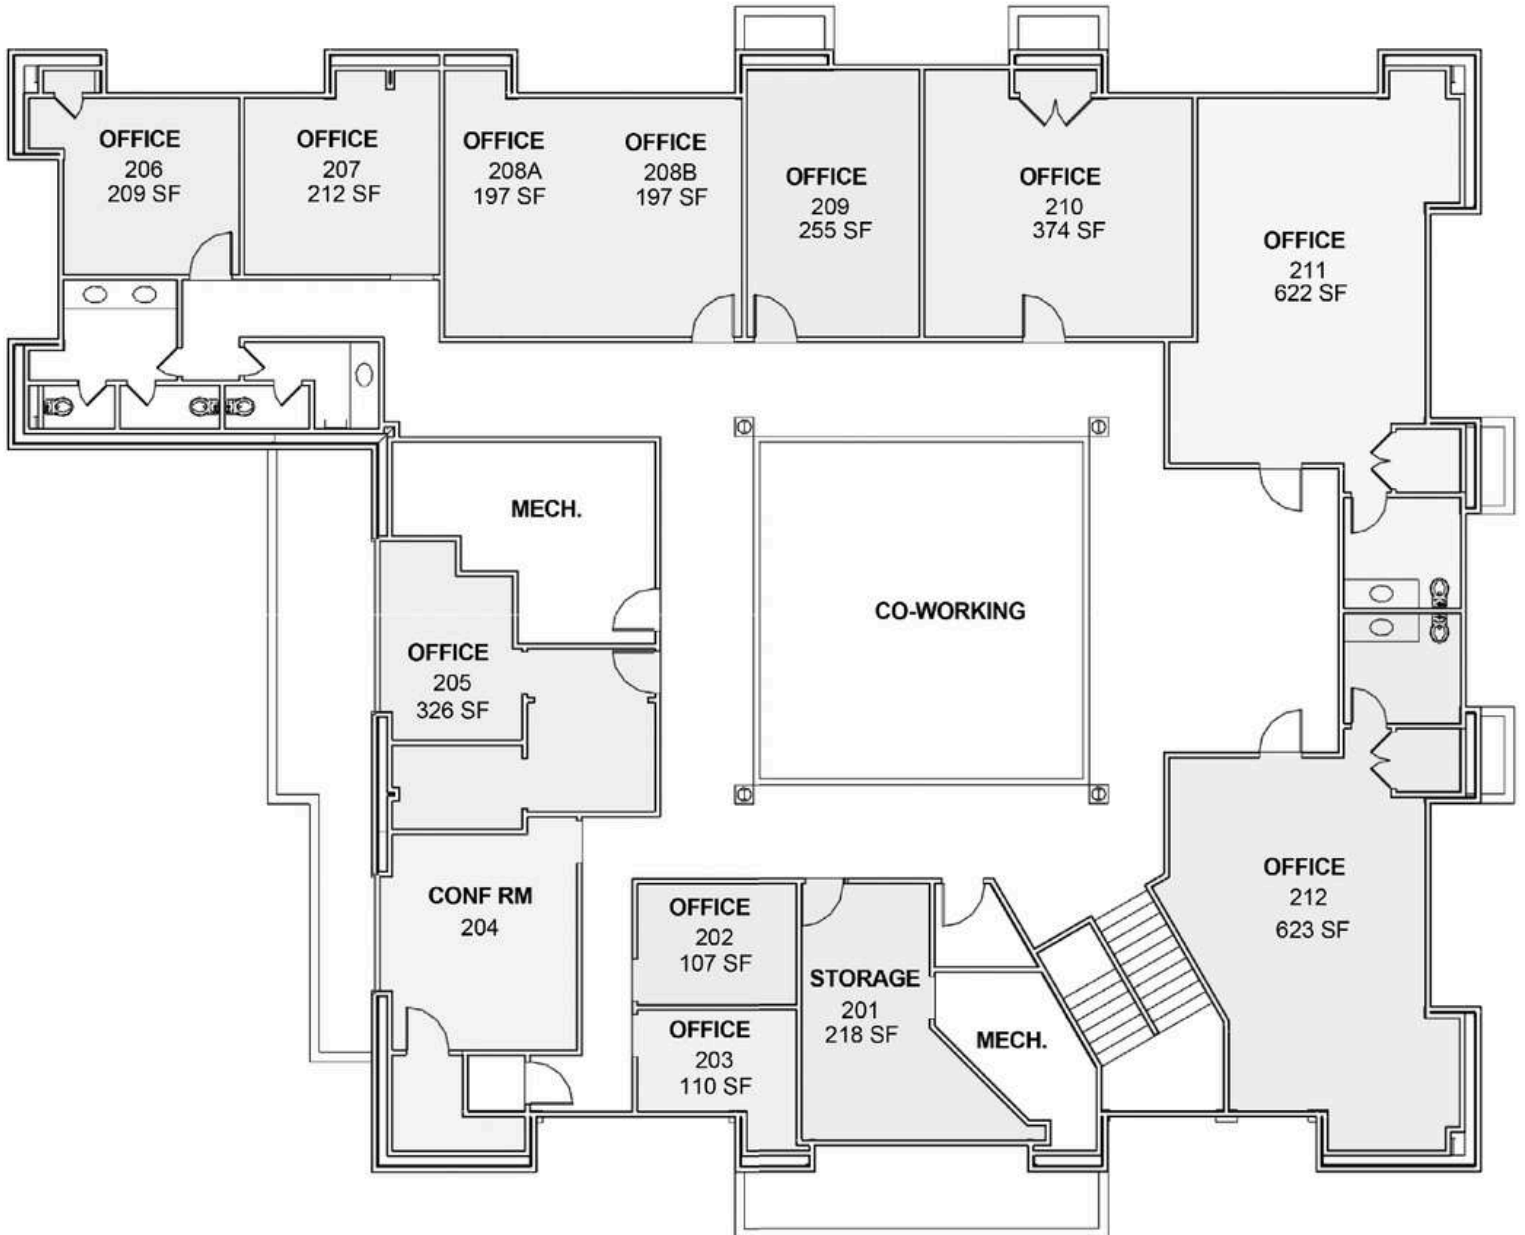 OFFICE
206
209 SF
OFFICE
207
212 SF
OFFICE
208A
197 SF
OFFICE
208B
197 SF
OFFICE
209
255 SF
OFFICE
210
374 SF
OFFICE
211
622 SF
MECH.
CO-WORKING
OFFICE
205
326 SF
CONF RM
204
OFFICE
202
107 SF
OFFICE
203
110 SF
STORAGE
201
218 SF
MECH.
OFFICE
212
623 SF